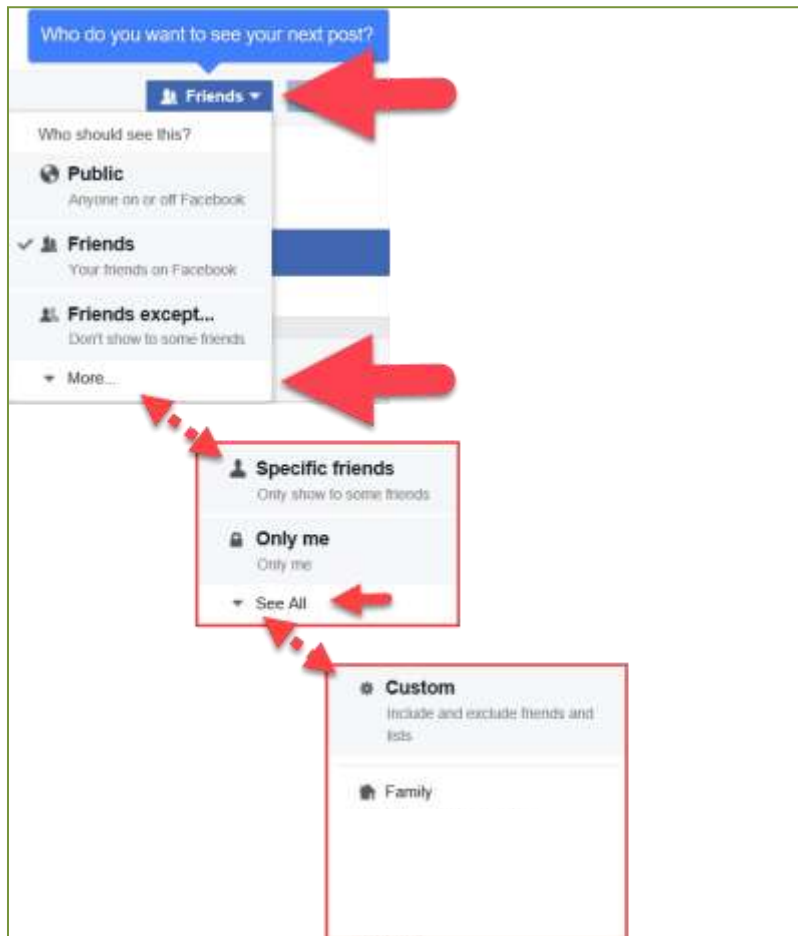 Who do you want to see your next post?
Friends
Who should see this?
Public
Anyone on or off Facebook
Friends
Your friends on Facebook
Friends except...
Don't show to some friends
More...
Specific friends
Only show to some friends
Only me
Only me
See All
Custom
Include and exclude friends and
lists
Family